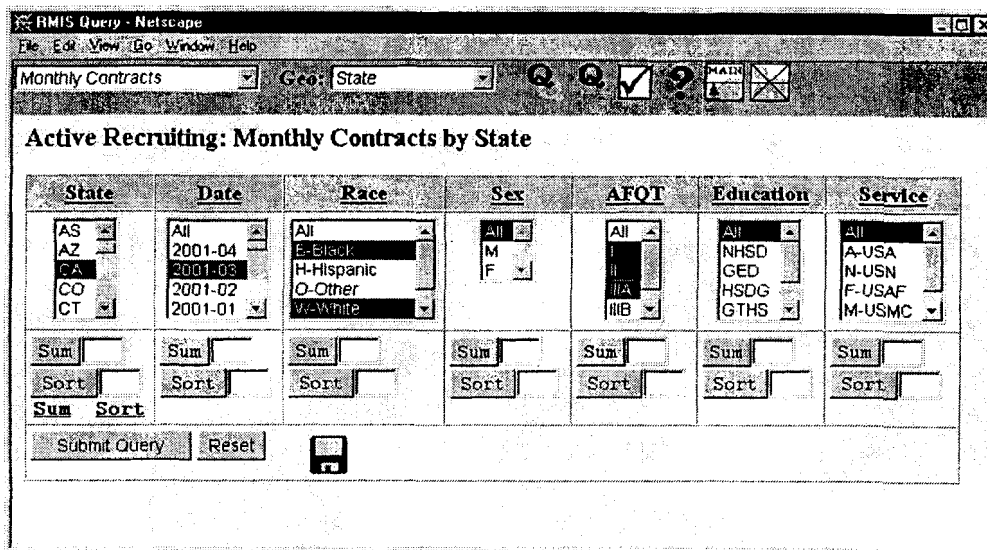 RMIS Query - Netscape
File Edit View Go Window Help
Monthly Contracts Geo: State MAIN
Active Recruiting: Monthly Contracts by State
State Date Race Sex AFQT Education Service
AS All All All All All All
AZ 2001-04 B-Black M I NHSD A-USA
CA 2001-03 H-Hispanic F II GED N-USN
CO 2001-02 O-Other IIIA HSDG F-USAF
CT 2001-01 W-White IIIB GTHS M-USMC
Sum Sum Sum Sum Sum Sum Sum
Sort Sort Sort Sort Sort Sort Sort
Sum Sort
Submit Query Reset